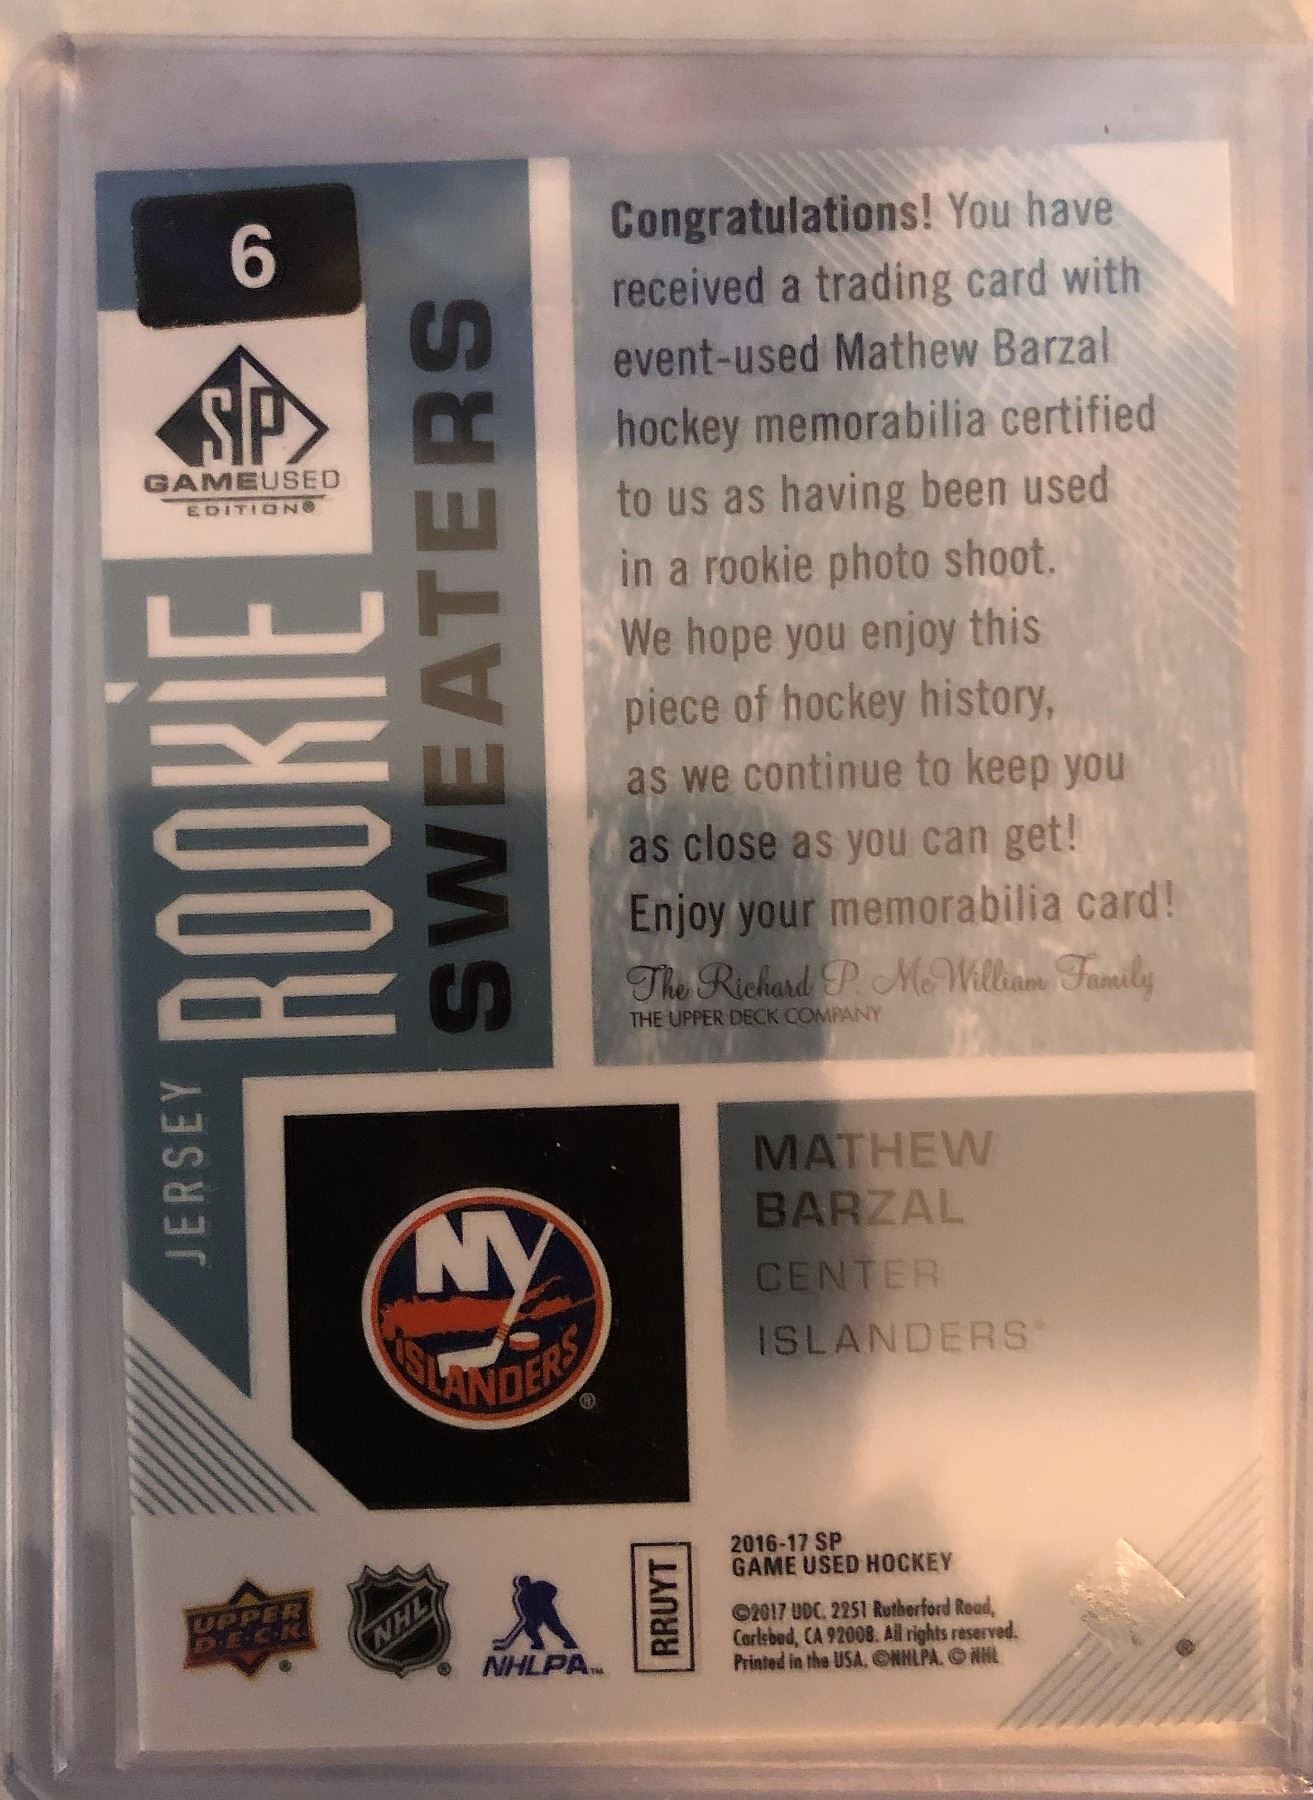 6
SP
GAMEUSED
EDITION®
JERSEY ROOKIE
SWEATERS
Congratulations! You have
received a trading card with
event-used Mathew Barzal
hockey memorabilia certified
to us as having been used
in a rookie photo shoot.
We hope you enjoy this
piece of hockey history,
as we continue to keep you
as close as you can get!
Enjoy your memorabilia card!
The Richard P. McWilliam Family
THE UPPER DECK COMPANY
NY
ISLANDERS
®
MATHEW
BARZAL
CENTER
ISLANDERS®
UPPER
D.E.C.K
®
NHL
®
NHLPA™
RRUYT
2016-17 SP
GAME USED HOCKEY
©2017 UDC. 2251 Rutherford Road,
Carlsbad, CA 92008. All rights reserved.
Printed in the USA. ©NHLPA. © NHL
®